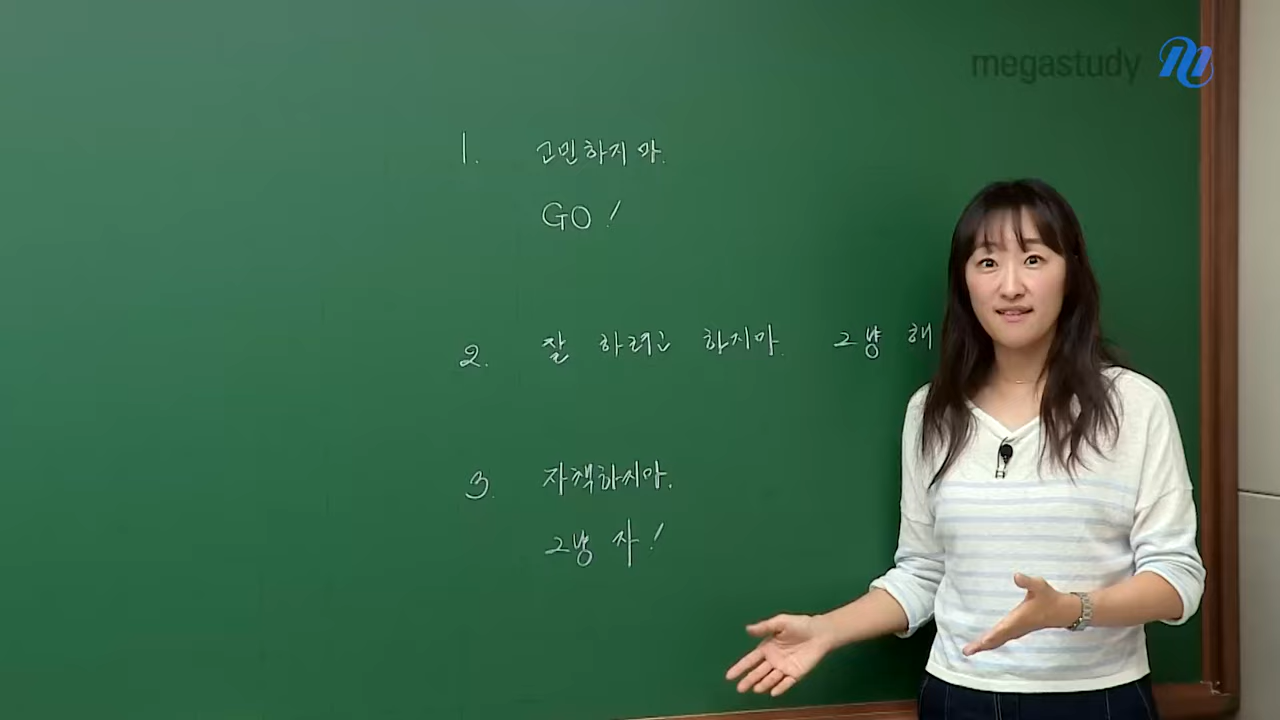 megastudy
1. 고민하지 마.
GO!
2. 잘 하려고 하지마. 그냥 해
3. 자책하지마.
그냥 자!